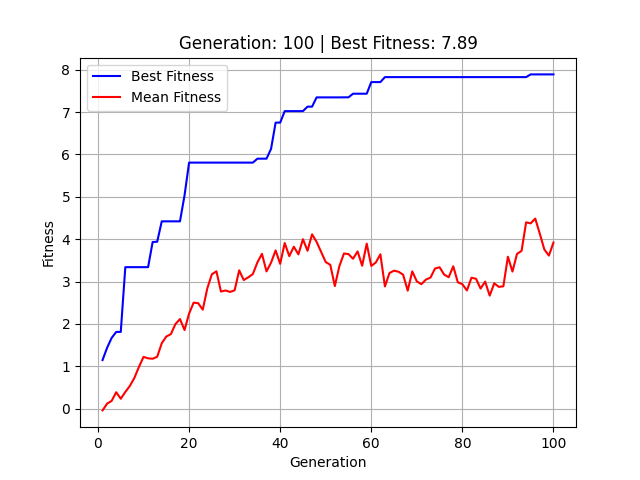 Generation: 100 | Best Fitness: 7.89
Best Fitness
Mean Fitness
8
7
6
5
4
3
2
1
0
Fitness
0 20 40 60 80 100
Generation